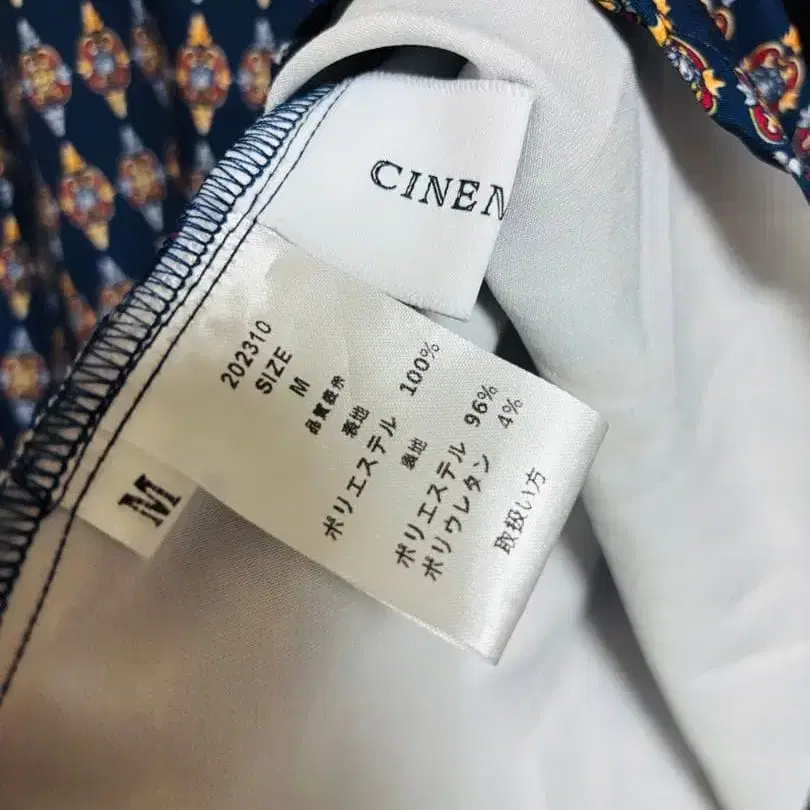 CINEN
202310
SIZE
M
品質表示
表地
ポリエステル 100%
裏地
ポリエステル 96%
ポリウレタン 4%
取扱い方
M